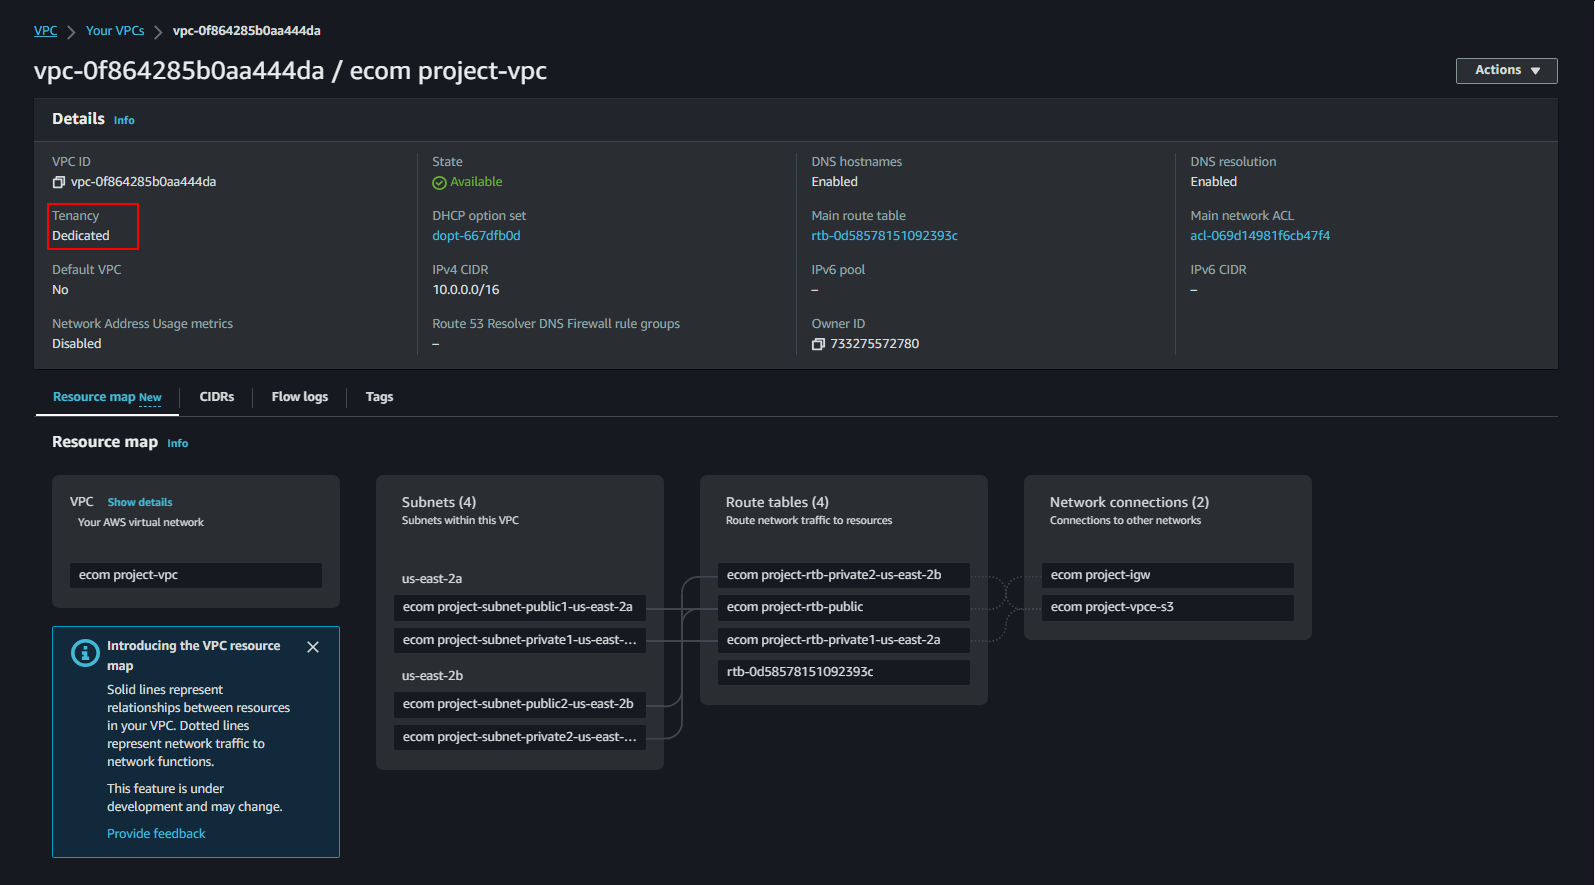 VPC
Your VPCs
vpc-0f864285b0aa444da
vpc-0f864285b0aa444da / ecom project-vpc
Actions
Details Info
VPC ID
vpc-0f864285b0aa444da
State
Available
DNS hostnames
Enabled
DNS resolution
Enabled
Tenancy
Dedicated
DHCP option set
dopt-667dfb0d
Main route table
rtb-0d58578151092393c
Main network ACL
acl-069d14981f6cb47f4
Default VPC
No
IPv4 CIDR
10.0.0.0/16
IPv6 pool
–
IPv6 CIDR
–
Network Address Usage metrics
Disabled
Route 53 Resolver DNS Firewall rule groups
–
Owner ID
733275572780
Resource map New
CIDRs
Flow logs
Tags
Resource map Info
VPC Show details
Your AWS virtual network
ecom project-vpc
Introducing the VPC resource
map
Solid lines represent
relationships between resources
in your VPC. Dotted lines
represent network traffic to
network functions.
This feature is under
development and may change.
Provide feedback
Subnets (4)
Subnets within this VPC
us-east-2a
ecom project-subnet-public1-us-east-2a
ecom project-subnet-private1-us-east-...
us-east-2b
ecom project-subnet-public2-us-east-2b
ecom project-subnet-private2-us-east-...
Route tables (4)
Route network traffic to resources
ecom project-rtb-private2-us-east-2b
ecom project-rtb-public
ecom project-rtb-private1-us-east-2a
rtb-0d58578151092393c
Network connections (2)
Connections to other networks
ecom project-igw
ecom project-vpce-s3